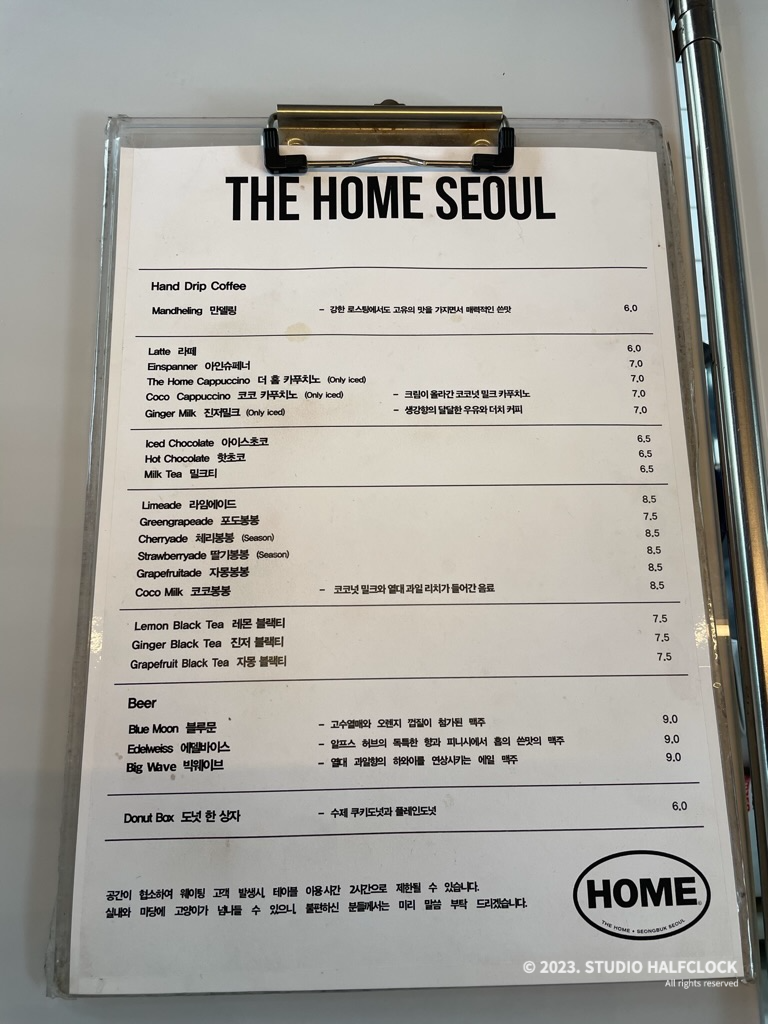 THE HOME SEOUL
Hand Drip Coffee
Mandheling 만델링 - 강한 로스팅에서도 고유의 맛을 가지면서 매력적인 쓴맛 6.0
Latte 라떼 6.0
Einspanner 아인슈페너 7.0
The Home Cappuccino 더 홈 카푸치노 (Only iced) 7.0
Coco Cappuccino 코코 카푸치노 (Only iced) - 크림이 올라간 코코넛 밀크 카푸치노 7.0
Ginger Milk 진저밀크 (Only iced) - 생강향의 달달한 우유와 더치 커피 7.0
Iced Chocolate 아이스초코 6.5
Hot Chocolate 핫초코 6.5
Milk Tea 밀크티 6.5
Limeade 라임에이드 8.5
Greengrapeade 포도봉봉 7.5
Cherryade 체리봉봉 (Season) 8.5
Strawberryade 딸기봉봉 (Season) 8.5
Grapefruitade 자몽봉봉 8.5
Coco Milk 코코봉봉 - 코코넛 밀크와 열대 과일 리치가 들어간 음료 8.5
Lemon Black Tea 레몬 블랙티 7.5
Ginger Black Tea 진저 블랙티 7.5
Grapefruit Black Tea 자몽 블랙티 7.5
Beer
Blue Moon 블루문 - 고수열매와 오렌지 껍질이 첨가된 맥주 9.0
Edelweiss 에델바이스 - 알프스 허브의 독특한 향과 피니시에서 홉의 쓴맛의 맥주 9.0
Big Wave 빅웨이브 - 열대 과일향의 하와이를 연상시키는 에일 맥주 9.0
Donut Box 도넛 한 상자 - 수제 쿠키도넛과 플레인도넛 6.0
공간이 협소하여 웨이팅 고객 발생시, 테이블 이용시간 2시간으로 제한될 수 있습니다.
실내와 마당에 고양이가 넘나들 수 있으니, 불편하신 분들께서는 미리 말씀 부탁 드리겠습니다.
HOME
THE HOME • SEONGBUK SEOUL
© 2023. STUDIO HALFCLOCK
All rights reserved